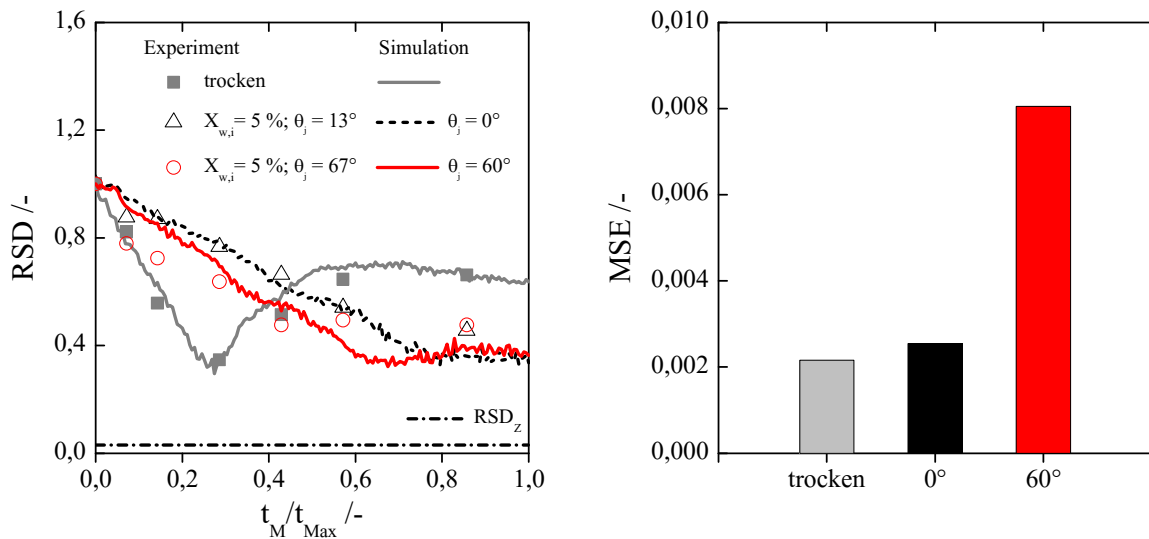 Experiment Simulation
trocken
X_w,i = 5 %; θ_j = 13° θ_j = 0°
X_w,i = 5 %; θ_j = 67° θ_j = 60°
RSD_Z
1,6
1,2
0,8
0,4
0,0
RSD /-
0,0 0,2 0,4 0,6 0,8 1,0
t_M/t_Max /-
0,010
0,008
0,006
0,004
0,002
0,000
MSE /-
trocken 0° 60°